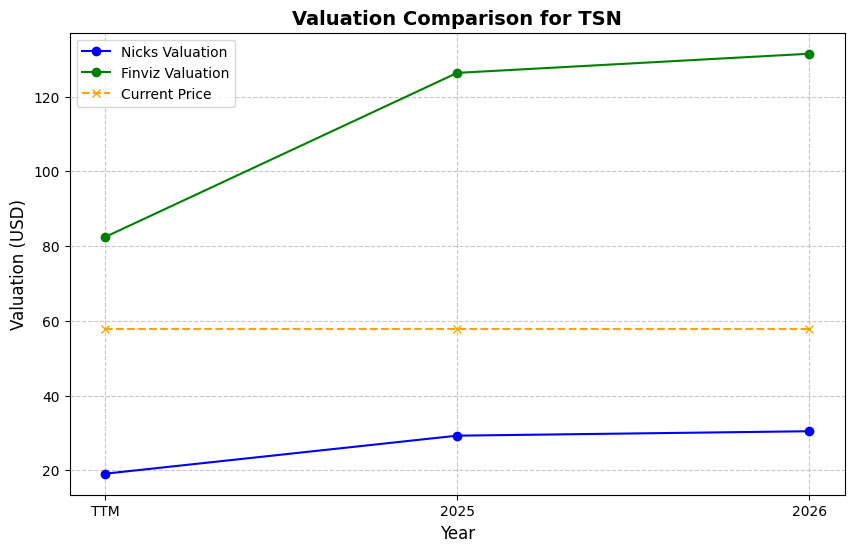 Valuation Comparison for TSN
Nicks Valuation
Finviz Valuation
Current Price
Valuation (USD)
120
100
80
60
40
20
TTM
2025
2026
Year